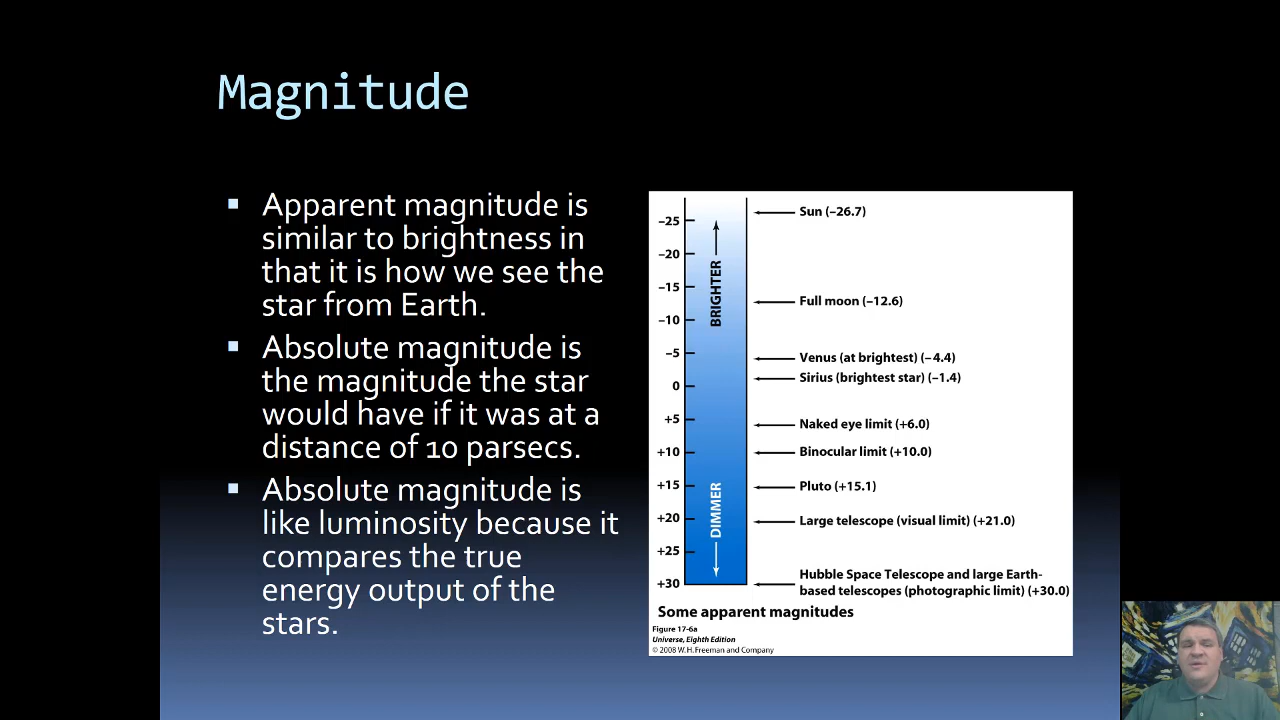 Magnitude
Apparent magnitude is
similar to brightness in
that it is how we see the
star from Earth.
Absolute magnitude is
the magnitude the star
would have if it was at a
distance of 10 parsecs.
Absolute magnitude is
like luminosity because it
compares the true
energy output of the
stars.
–25
–20
–15
–10
–5
0
+5
+10
+15
+20
+25
+30
BRIGHTER
DIMMER
Sun (–26.7)
Full moon (–12.6)
Venus (at brightest) (–4.4)
Sirius (brightest star) (–1.4)
Naked eye limit (+6.0)
Binocular limit (+10.0)
Pluto (+15.1)
Large telescope (visual limit) (+21.0)
Hubble Space Telescope and large Earth-
based telescopes (photographic limit) (+30.0)
Some apparent magnitudes
Figure 17-6a
Universe, Eighth Edition
© 2008 W. H. Freeman and Company